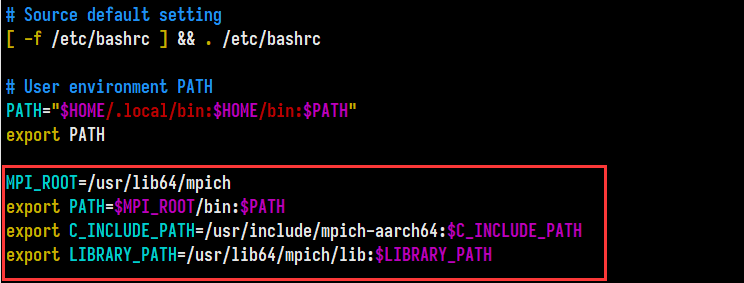 # Source default setting
[ -f /etc/bashrc ] && . /etc/bashrc
# User environment PATH
PATH="$HOME/.local/bin:$HOME/bin:$PATH"
export PATH
MPI_ROOT=/usr/lib64/mpich
export PATH=$MPI_ROOT/bin:$PATH
export C_INCLUDE_PATH=/usr/include/mpich-aarch64:$C_INCLUDE_PATH
export LIBRARY_PATH=/usr/lib64/mpich/lib:$LIBRARY_PATH